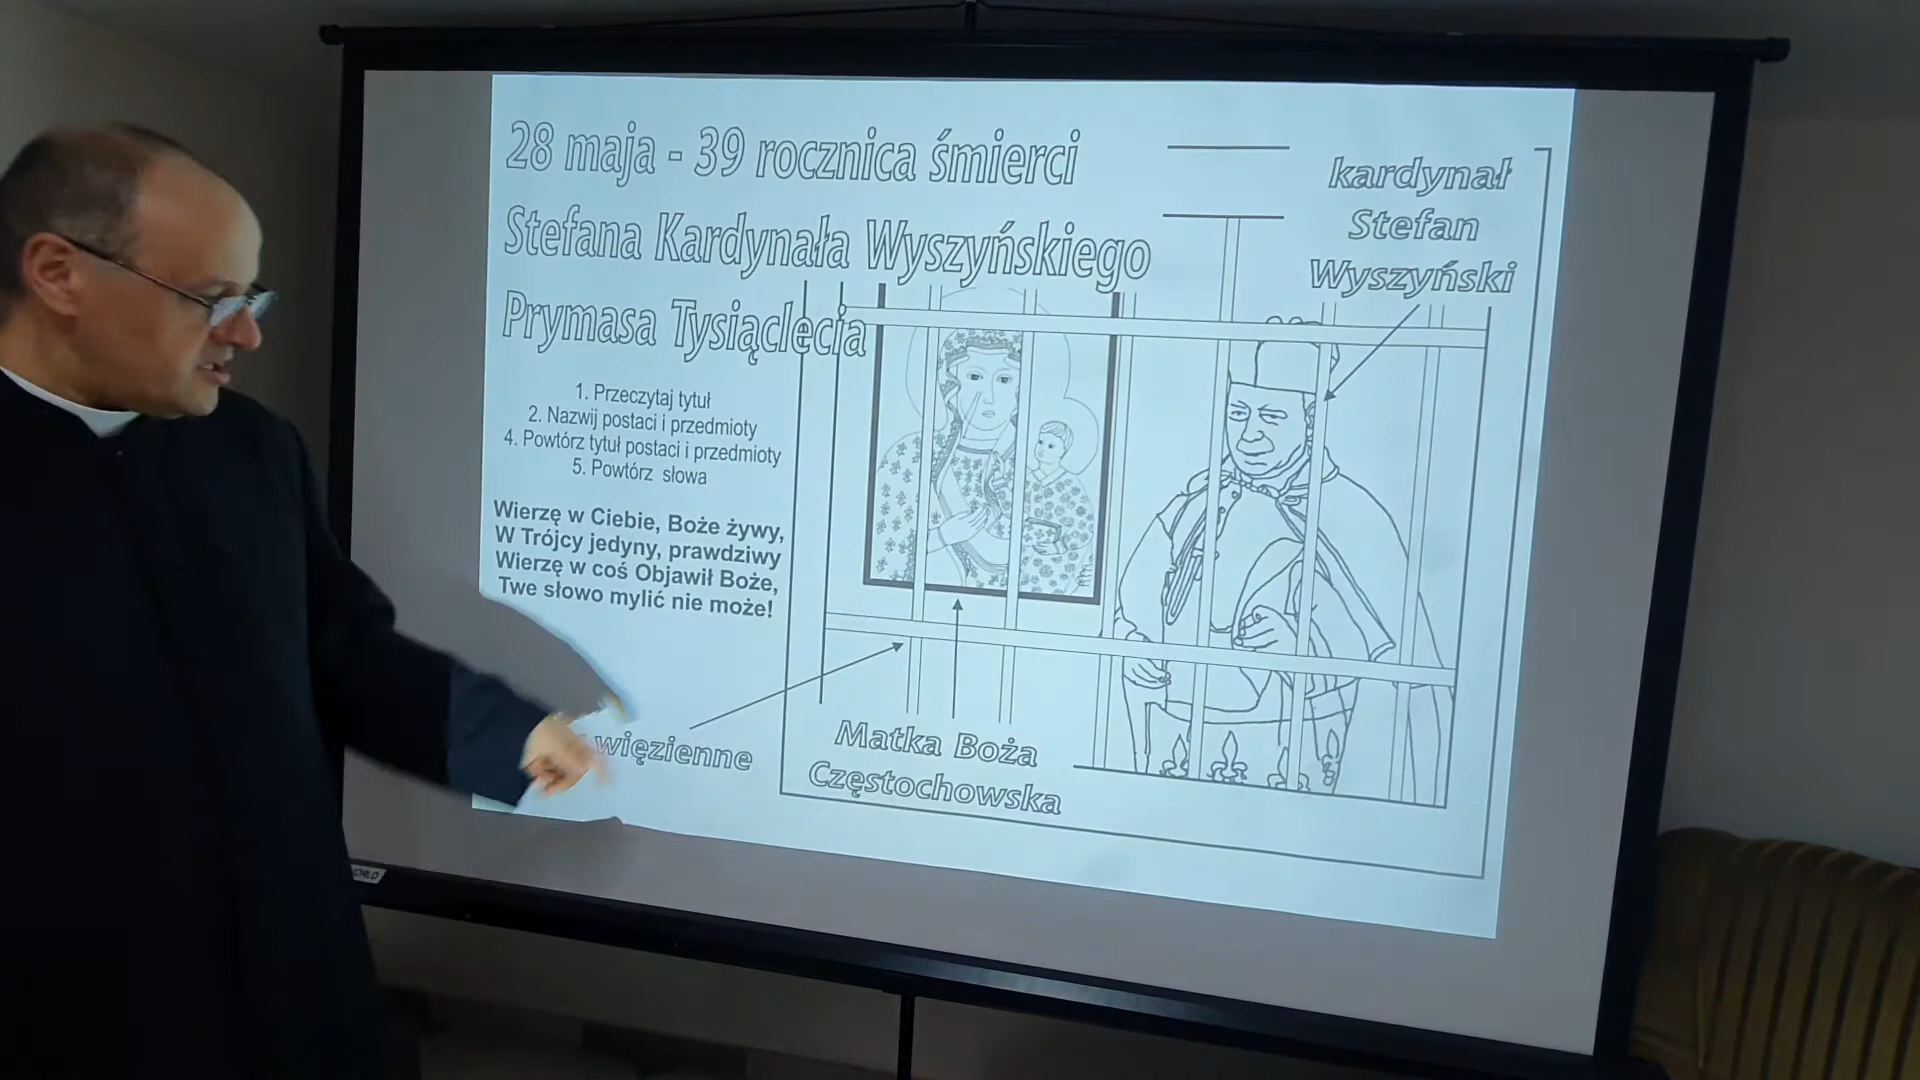 28 maja - 39 rocznica śmierci
Stefana Kardynała Wyszyńskiego
Prymasa Tysiąclecia
1. Przeczytaj tytuł
2. Nazwij postaci i przedmioty
4. Powtórz tytuł postaci i przedmioty
5. Powtórz słowa
Wierzę w Ciebie, Boże żywy,
W Trójcy jedyny, prawdziwy
Wierzę w coś Objawił Boże,
Twe słowo mylić nie może!
kardynał
Stefan
Wyszyński
więzienne
Matka Boża
Częstochowska